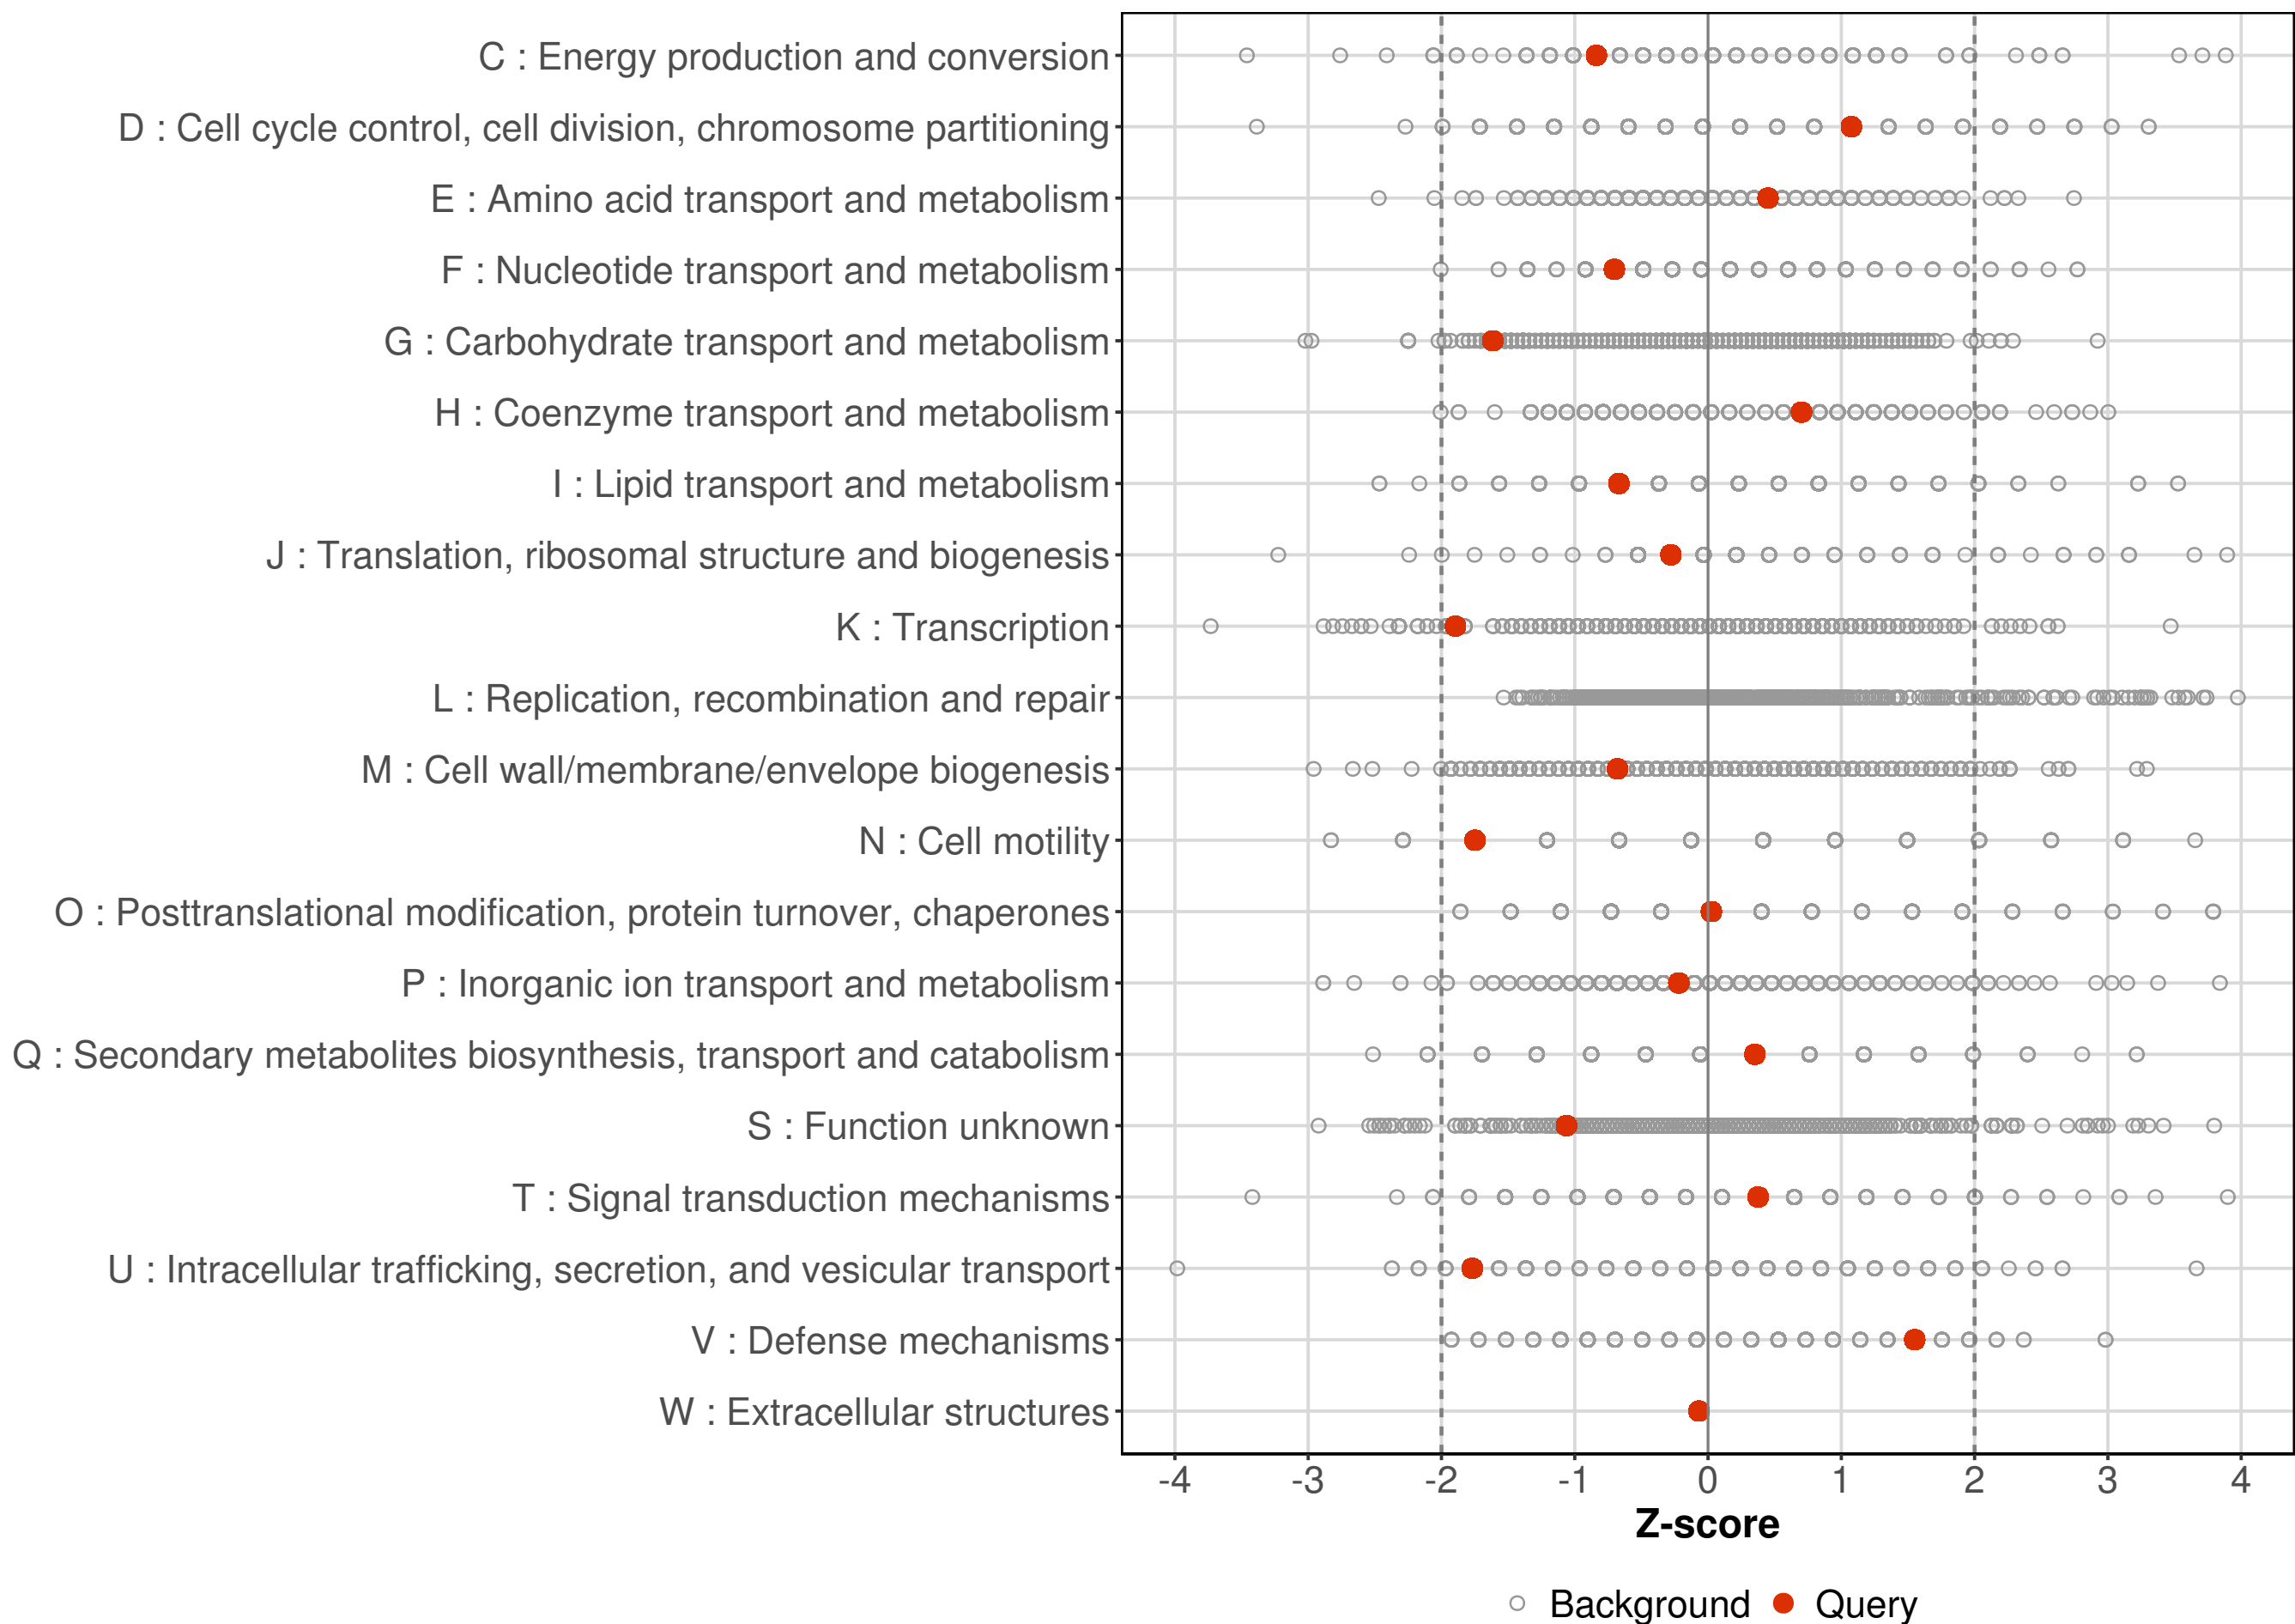 C : Energy production and conversion
D : Cell cycle control, cell division, chromosome partitioning
E : Amino acid transport and metabolism
F : Nucleotide transport and metabolism
G : Carbohydrate transport and metabolism
H : Coenzyme transport and metabolism
I : Lipid transport and metabolism
J : Translation, ribosomal structure and biogenesis
K : Transcription
L : Replication, recombination and repair
M : Cell wall/membrane/envelope biogenesis
N : Cell motility
O : Posttranslational modification, protein turnover, chaperones
P : Inorganic ion transport and metabolism
Q : Secondary metabolites biosynthesis, transport and catabolism
S : Function unknown
T : Signal transduction mechanisms
U : Intracellular trafficking, secretion, and vesicular transport
V : Defense mechanisms
W : Extracellular structures
-4 -3 -2 -1 0 1 2 3 4
Z-score
Background Query